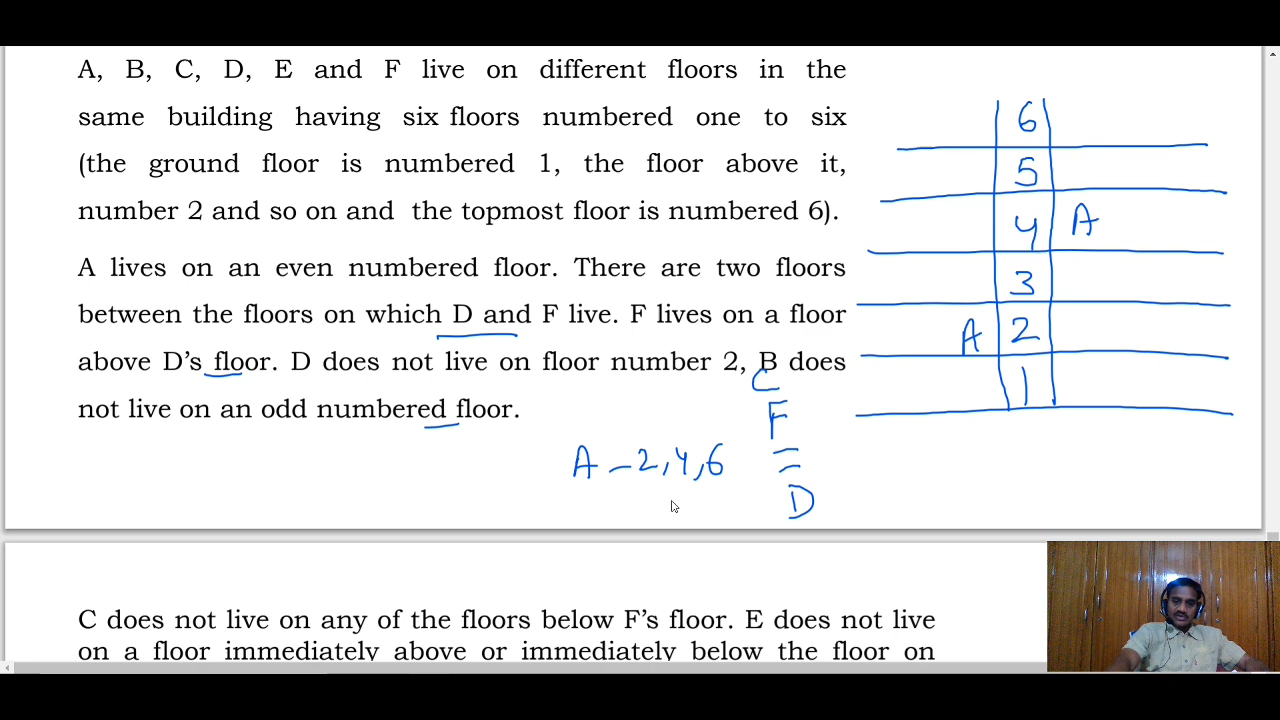 A, B, C, D, E and F live on different floors in the
same building having six floors numbered one to six
(the ground floor is numbered 1, the floor above it,
number 2 and so on and the topmost floor is numbered 6).
A lives on an even numbered floor. There are two floors
between the floors on which D and F live. F lives on a floor
above D's floor. D does not live on floor number 2, B does
not live on an odd numbered floor.
C
F
A – 2, 4, 6
D
6
5
4 A
3
A 2
1
C does not live on any of the floors below F's floor. E does not live
on a floor immediately above or immediately below the floor on